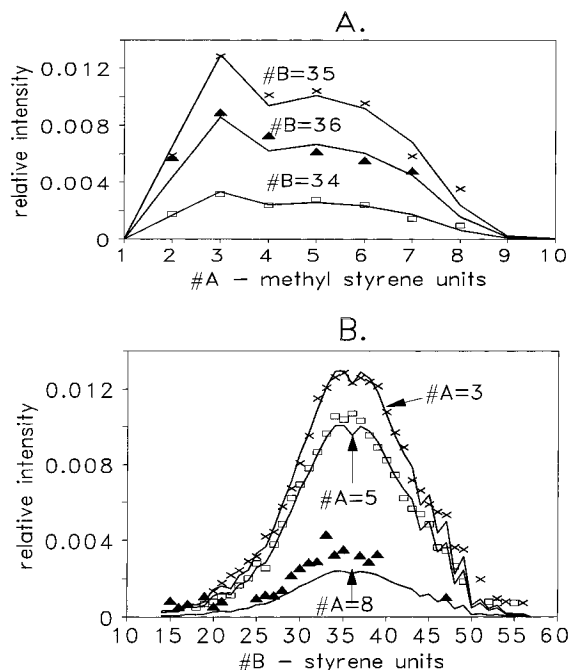 A.
relative intensity
0.012
0.008
0.004
0
#B=35
#B=36
#B=34
1 2 3 4 5 6 7 8 9 10
#A - methyl styrene units
B.
relative intensity
0.012
0.008
0.004
0
#A=3
#A=5
#A=8
10 15 20 25 30 35 40 45 50 55 60
#B - styrene units